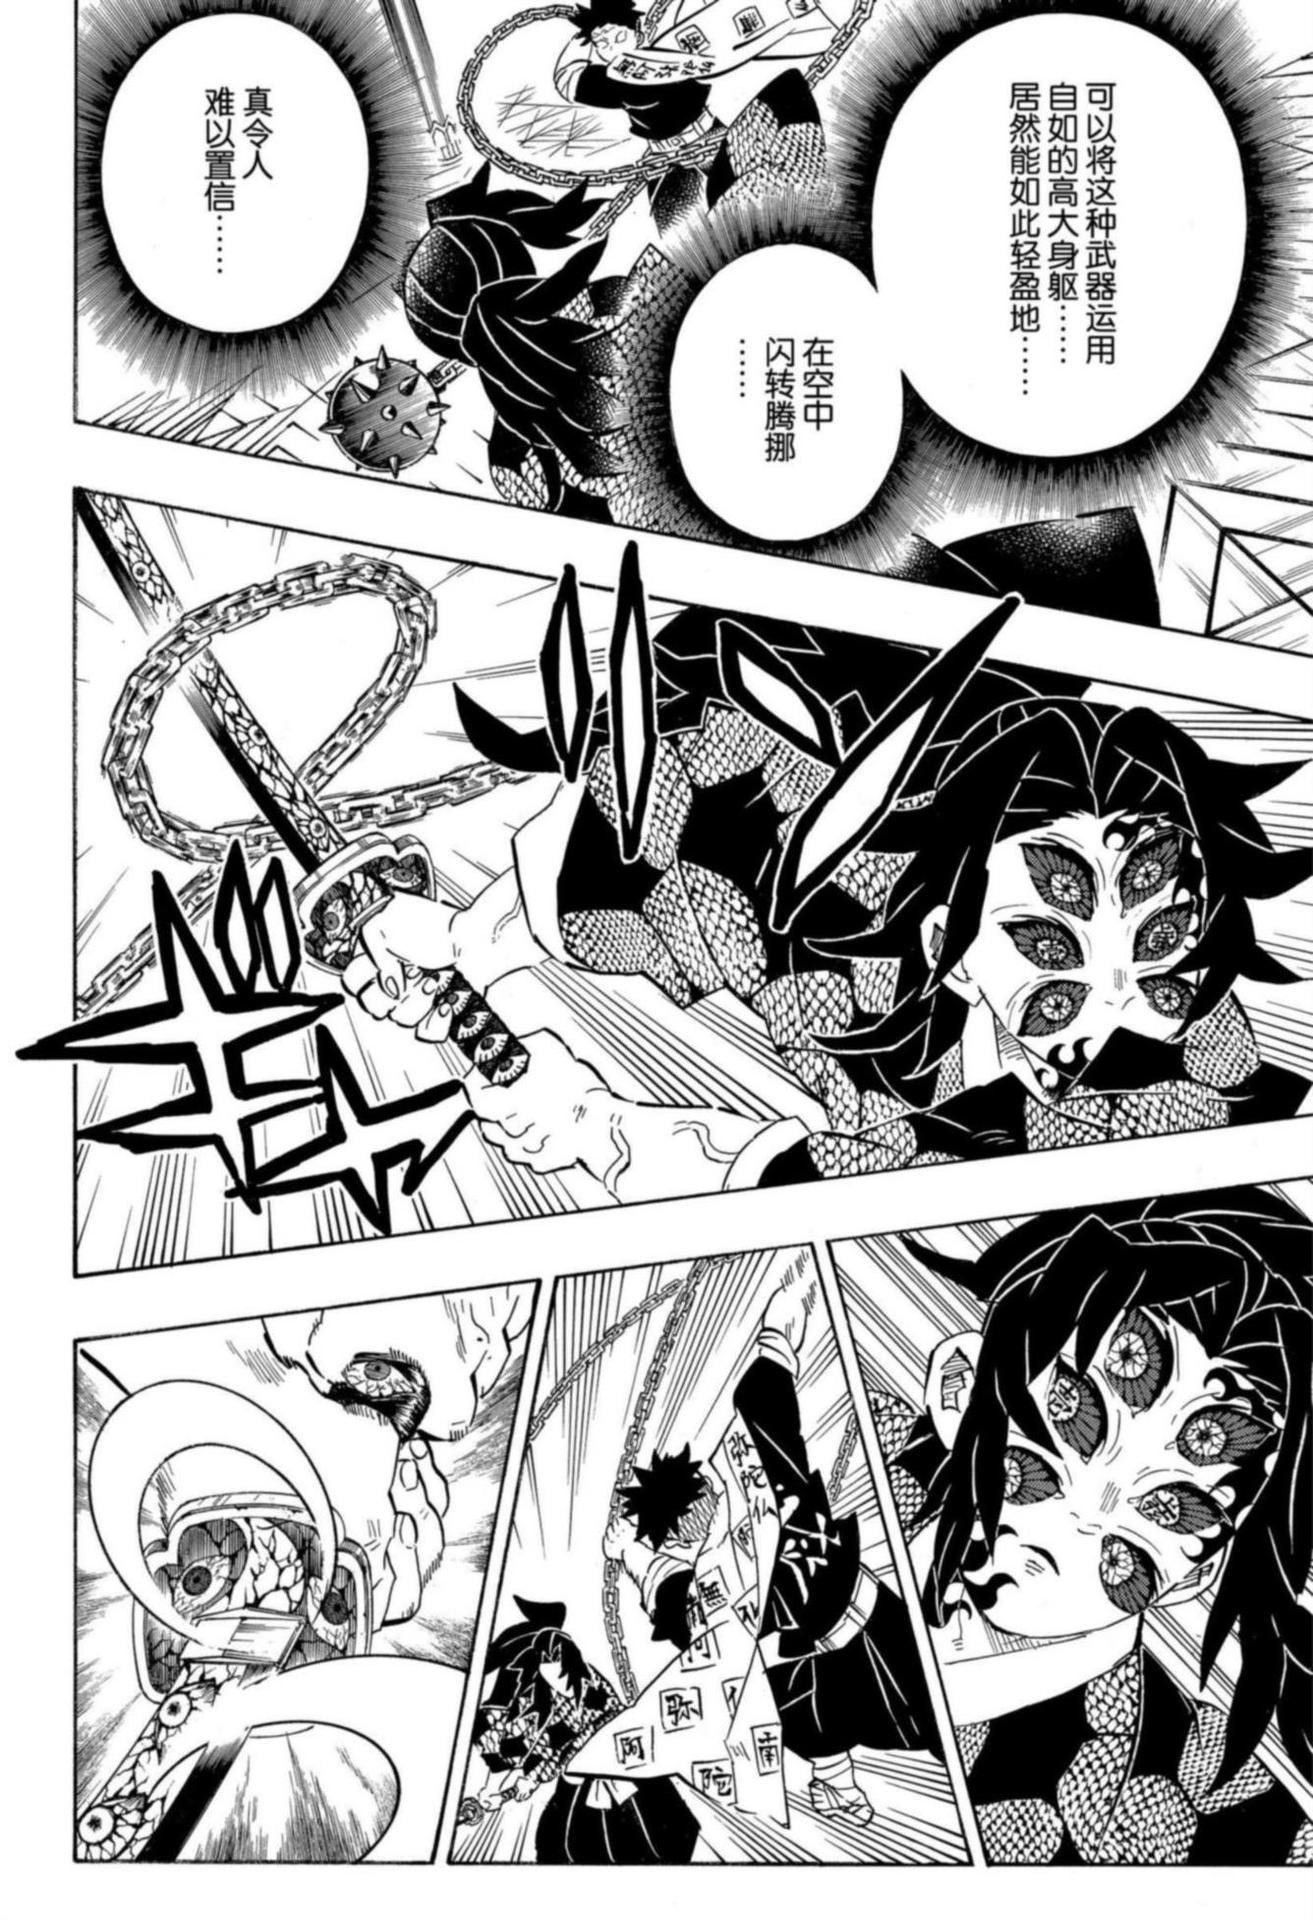 可以将这种武器运用
自如的高大身躯……
居然能如此轻盈地……
在空中
闪转腾挪
……
真令人
难以置信……
弥陀仏
無
阿
弥
阿
陀
南